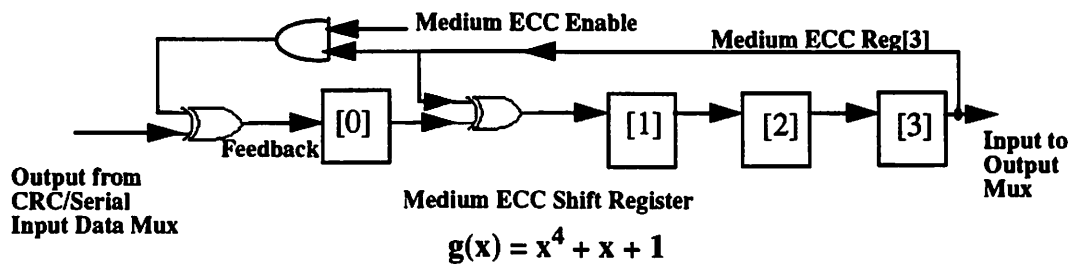 Medium ECC Enable
Medium ECC Reg[3]
[0]
[1]
[2]
[3]
Feedback
Input to
Output
Mux
Output from
CRC/Serial
Input Data Mux
Medium ECC Shift Register
g(x) = x⁴ + x + 1